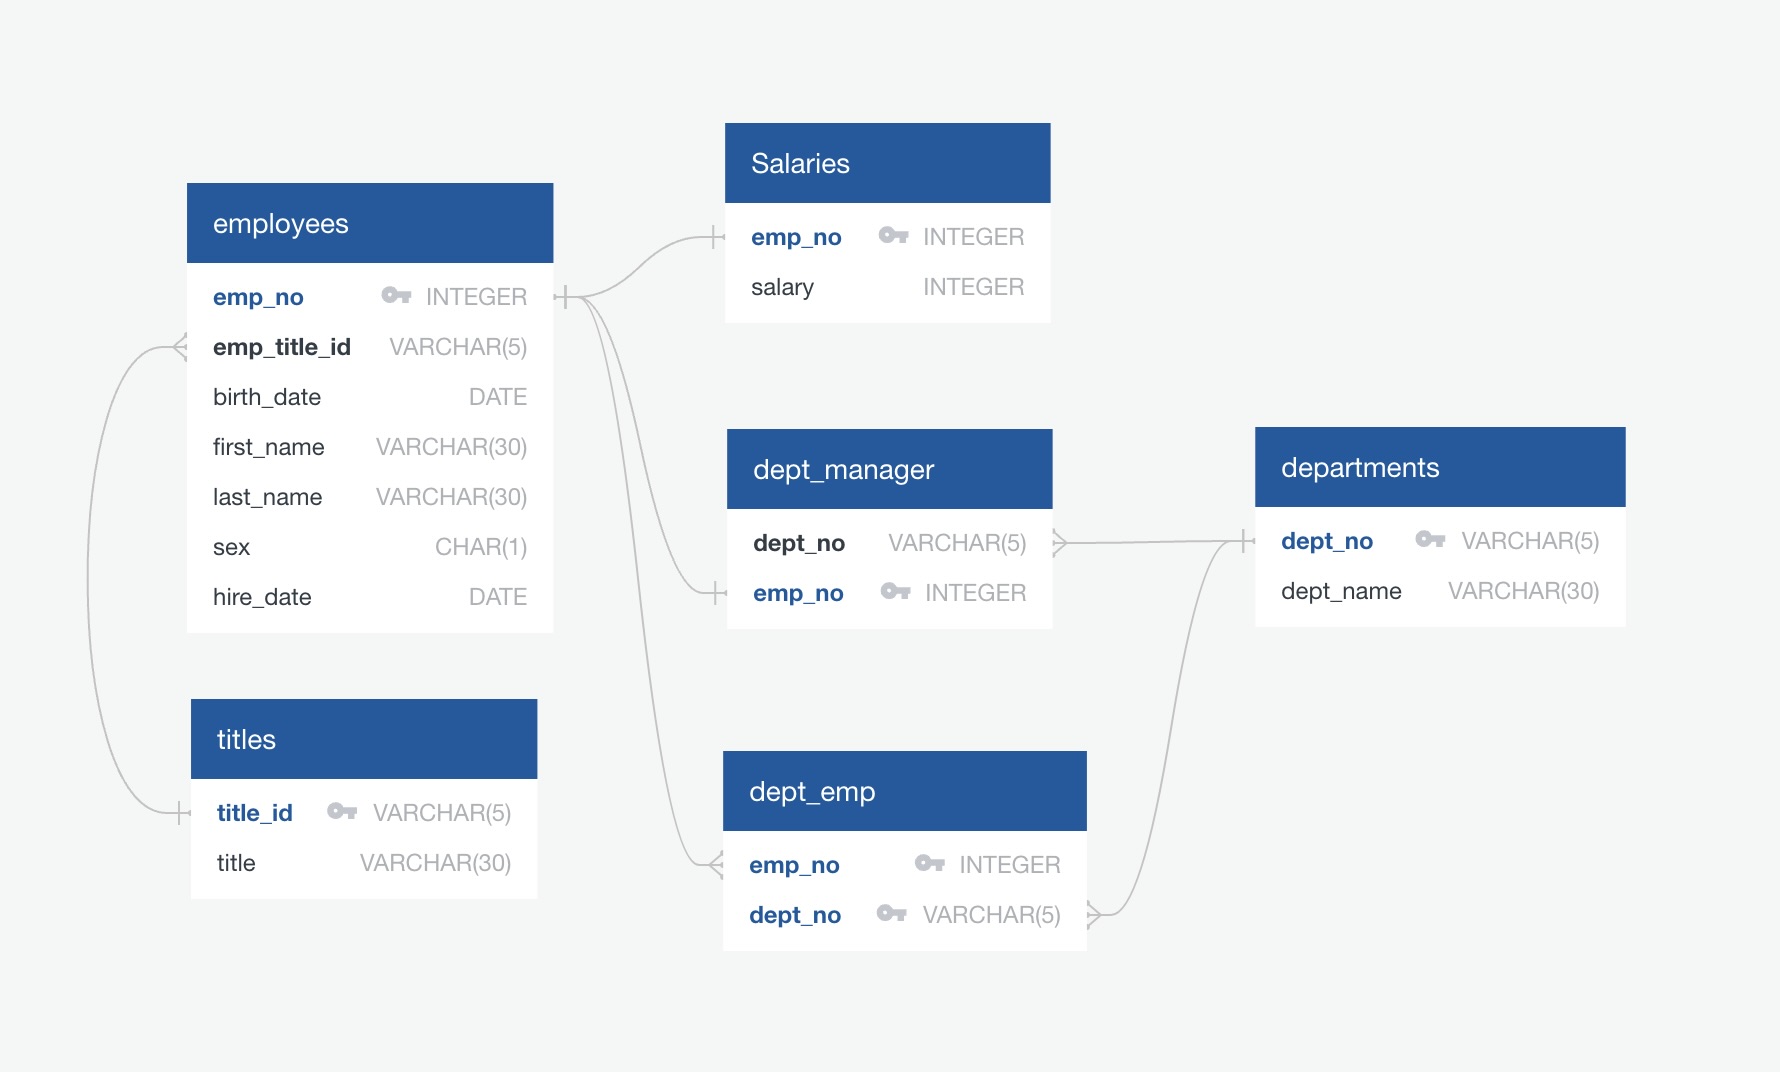 employees
emp_no INTEGER
emp_title_id VARCHAR(5)
birth_date DATE
first_name VARCHAR(30)
last_name VARCHAR(30)
sex CHAR(1)
hire_date DATE
titles
title_id VARCHAR(5)
title VARCHAR(30)
Salaries
emp_no INTEGER
salary INTEGER
dept_manager
dept_no VARCHAR(5)
emp_no INTEGER
dept_emp
emp_no INTEGER
dept_no VARCHAR(5)
departments
dept_no VARCHAR(5)
dept_name VARCHAR(30)